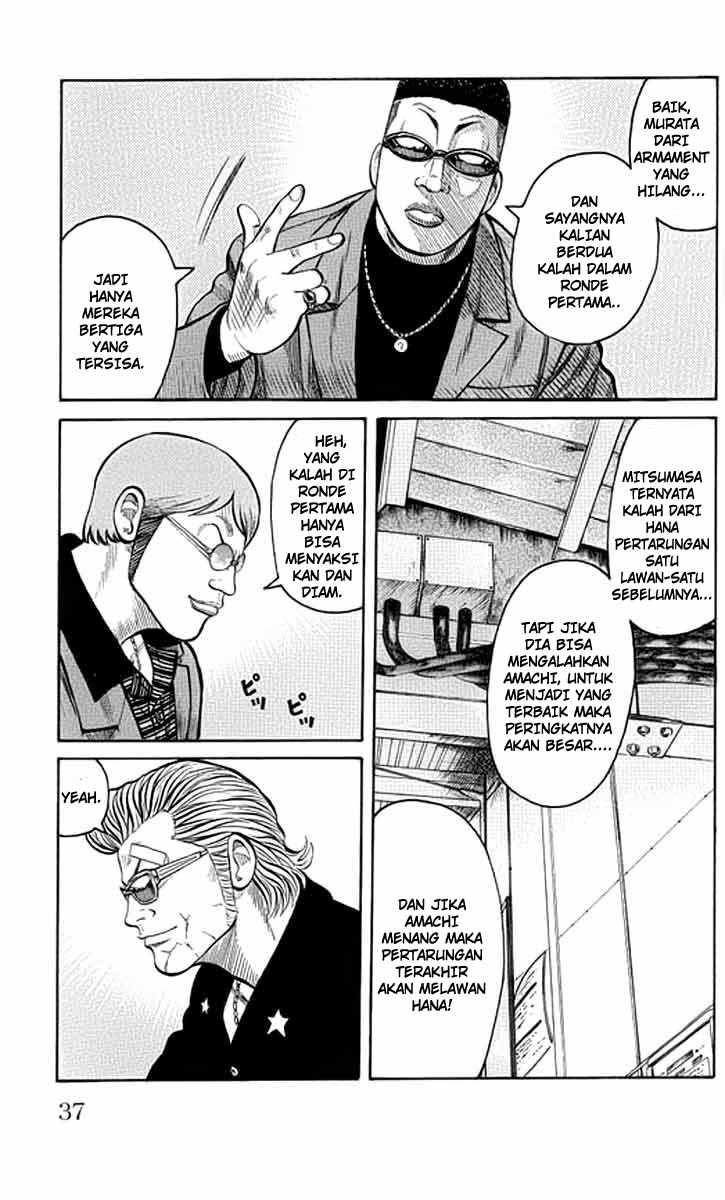 BAIK,
MURATA
DARI
ARMAMENT
YANG
HILANG...
DAN
SAYANGNYA
KALIAN
BERDUA
KALAH DALAM
RONDE
PERTAMA..
JADI
HANYA
MEREKA
BERTIGA
YANG
TERSISA.
MITSUMASA
TERNYATA
KALAH DARI
HANA
PERTARUNGAN
SATU
LAWAN-SATU
SEBELUMNYA...
TAPI JIKA
DIA BISA
MENGALAHKAN
AMACHI, UNTUK
MENJADI YANG
TERBAIK MAKA
PERINGKATNYA
AKAN BESAR....
DAN JIKA
AMACHI
MENANG MAKA
PERTARUNGAN
TERAKHIR
AKAN MELAWAN
HANA!
HEH,
YANG
KALAH DI
RONDE
PERTAMA
HANYA
BISA
MENYAKSI
KAN DAN
DIAM.
ピッ
ピッ
YEAH.
37